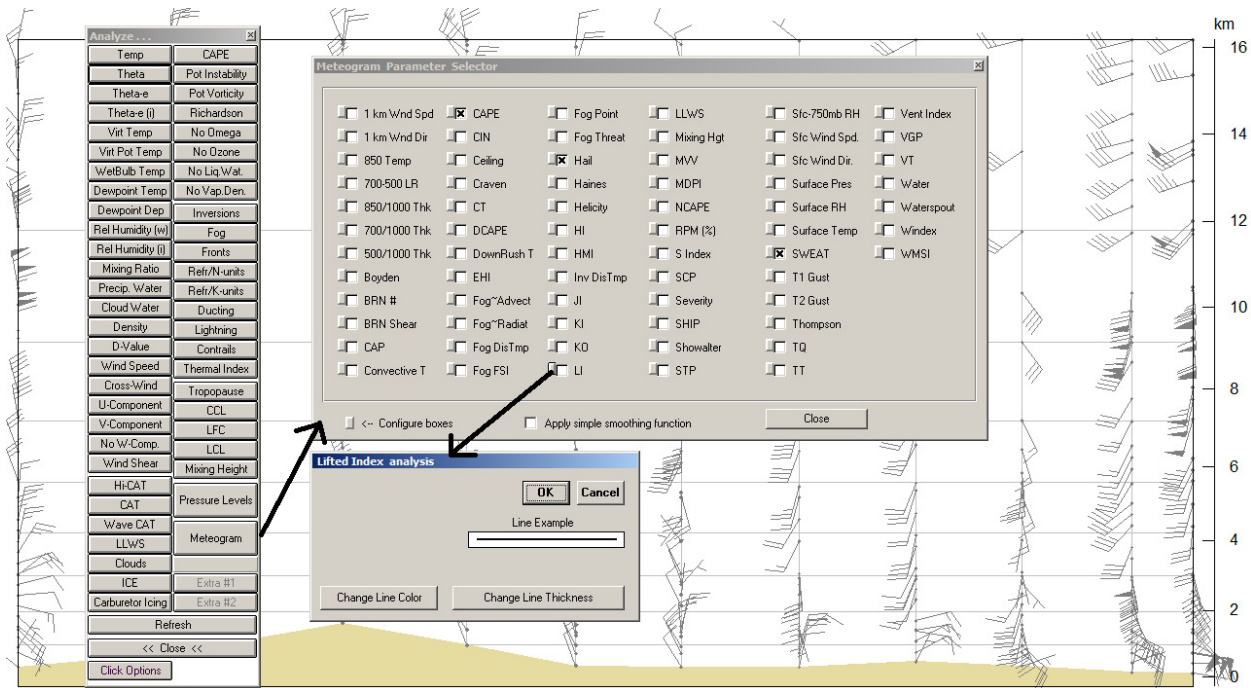 Analyze . . .
Temp
Theta
Theta-e
Theta-e (i)
Virt Temp
Virt Pot Temp
WetBulb Temp
Dewpoint Temp
Dewpoint Dep
Rel Humidity (w)
Rel Humidity (i)
Mixing Ratio
Precip. Water
Cloud Water
Density
D-Value
Wind Speed
Cross-Wind
U-Component
V-Component
No W-Comp.
Wind Shear
Hi-CAT
CAT
Wave CAT
LLWS
Clouds
ICE
Carburetor Icing
CAPE
Pot Instability
Pot Vorticity
Richardson
No Omega
No Ozone
No Liq.Wat.
No Vap.Den.
Inversions
Fog
Fronts
Refr/N-units
Refr/K-units
Ducting
Lightning
Contrails
Thermal Index
Tropopause
CCL
LFC
LCL
Mixing Height
Pressure Levels
Meteogram
Extra #1
Extra #2
Refresh
<< Close <<
Click Options
Meteogram Parameter Selector
1 km Wnd Spd
1 km Wnd Dir
850 Temp
700-500 LR
850/1000 Thk
700/1000 Thk
500/1000 Thk
Boyden
BRN #
BRN Shear
CAP
Convective T
CAPE
CIN
Ceiling
Craven
CT
DCAPE
DownRush T
EHI
Fog~Advect
Fog~Radiat
Fog DisTmp
Fog FSI
Fog Point
Fog Threat
Hail
Haines
Helicity
HI
HMI
Inv DisTmp
JI
KI
KO
LI
LLWS
Mixing Hgt
MVV
MDPI
NCAPE
RPM (%)
S Index
SCP
Severity
SHIP
Showalter
STP
Sfc-750mb RH
Sfc Wind Spd.
Sfc Wind Dir.
Surface Pres
Surface RH
Surface Temp
SWEAT
T1 Gust
T2 Gust
Thompson
TQ
TT
Vent Index
VGP
VT
Water
Waterspout
Windex
WMSI
<-- Configure boxes
Apply simple smoothing function
Close
Lifted Index analysis
OK
Cancel
Line Example
Change Line Color
Change Line Thickness
km
16
14
12
10
8
6
4
2
0